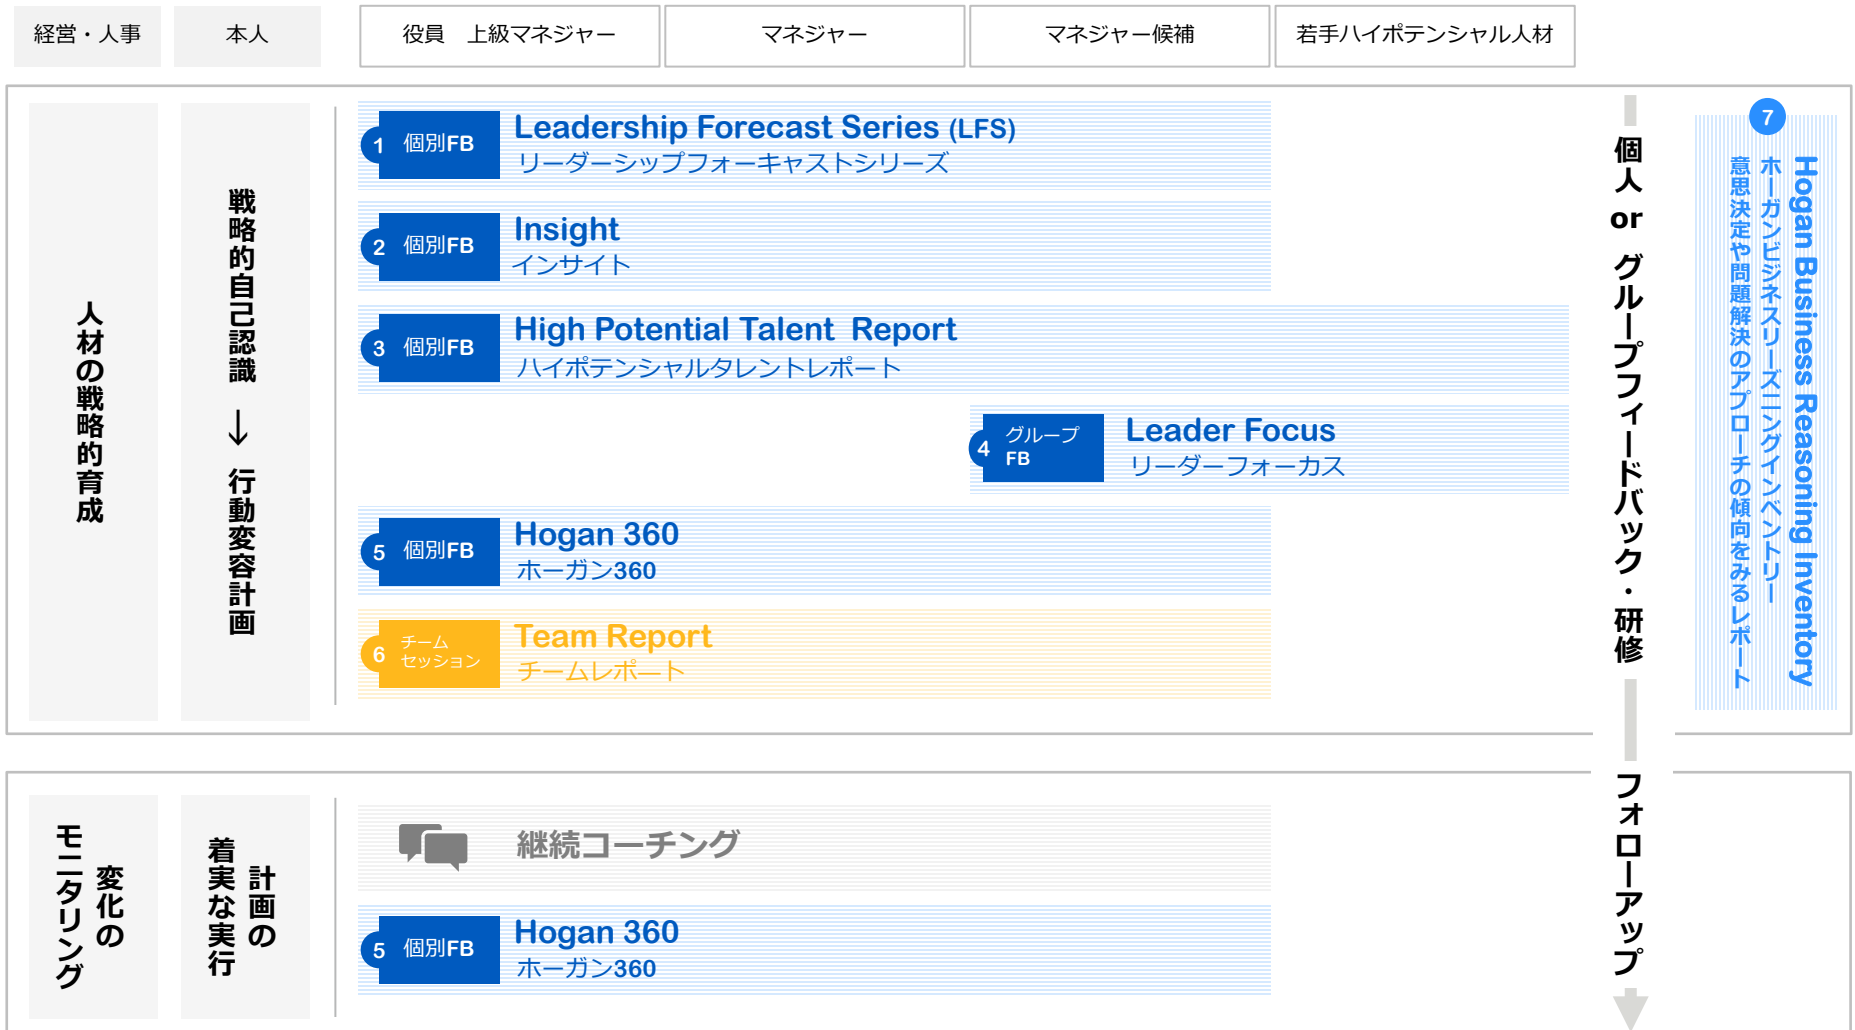 経営・人事
本人
役員　上級マネジャー
マネジャー
マネジャー候補
若手ハイポテンシャル人材
人材の戦略的育成
戦略的自己認識 → 行動変容計画
1 個別FB
Leadership Forecast Series (LFS)
リーダーシップフォーキャストシリーズ
2 個別FB
Insight
インサイト
3 個別FB
High Potential Talent Report
ハイポテンシャルタレントレポート
4 グループ
FB
Leader Focus
リーダーフォーカス
5 個別FB
Hogan 360
ホーガン360
6 チーム
セッション
Team Report
チームレポート
個人 or グループフィードバック・研修
7
Hogan Business Reasoning Inventory
ホーガンビジネスリーズニングインベントリー
意思決定や問題解決のアプローチの傾向をみるレポート
変化の
モニタリング
計画の
着実な実行
継続コーチング
5 個別FB
Hogan 360
ホーガン360
フォローアップ